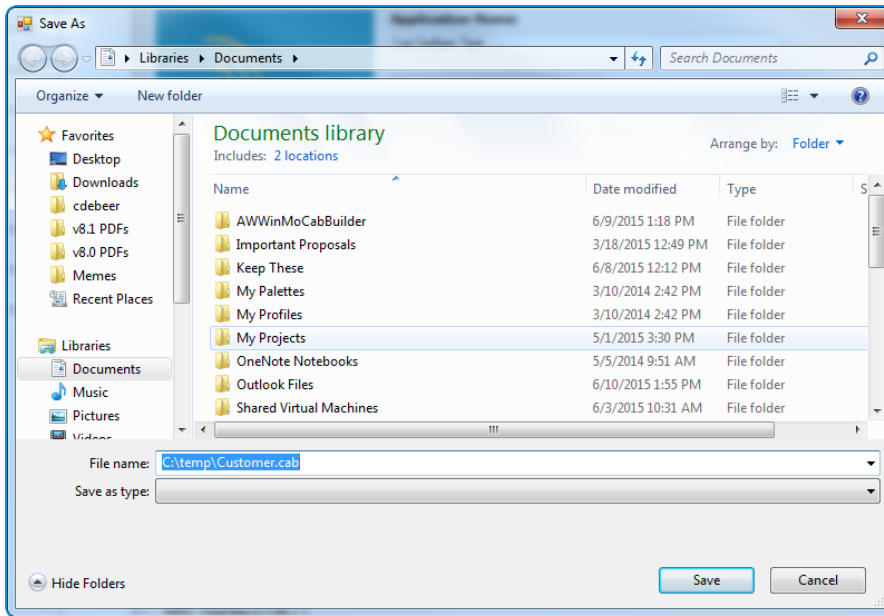 Save As
Application Name
Libraries Documents
Search Documents
Organize New folder
Favorites
Desktop
Downloads
cdebeer
v8.1 PDFs
v8.0 PDFs
Memes
Recent Places
Libraries
Documents
Music
Pictures
Videos
Documents library
Includes: 2 locations
Arrange by: Folder
Name Date modified Type S
AWWinMoCabBuilder 6/9/2015 1:18 PM File folder
Important Proposals 3/18/2015 12:49 PM File folder
Keep These 6/8/2015 12:12 PM File folder
My Palettes 3/10/2014 2:42 PM File folder
My Profiles 3/10/2014 2:42 PM File folder
My Projects 5/1/2015 3:30 PM File folder
OneNote Notebooks 5/5/2014 9:51 AM File folder
Outlook Files 6/10/2015 1:55 PM File folder
Shared Virtual Machines 6/3/2015 10:31 AM File folder
File name: C:\temp\Customer.cab
Save as type:
Hide Folders
Save Cancel